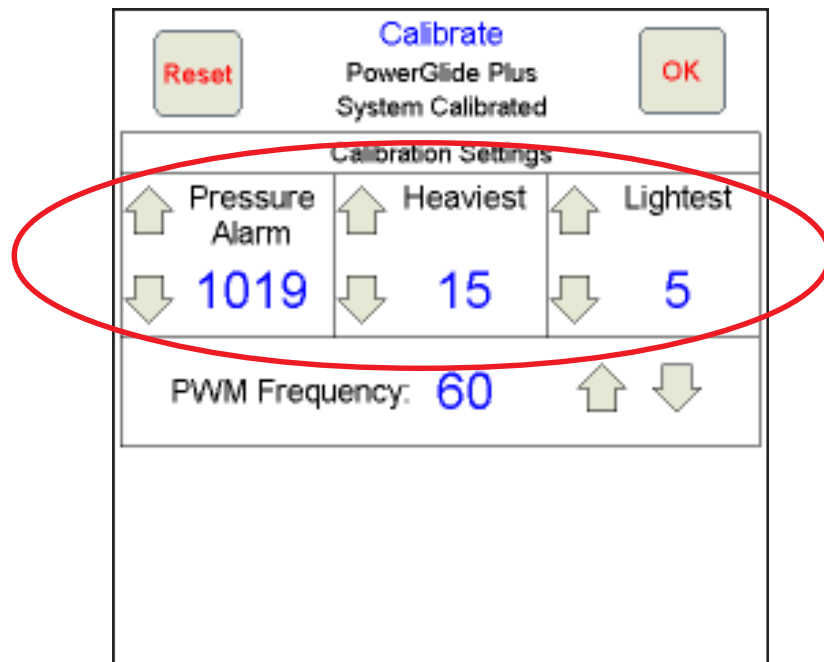 Reset
Calibrate
PowerGlide Plus
System Calibrated
OK
Calibration Settings
Pressure
Alarm
1019
Heaviest
15
Lightest
5
PWM Frequency: 60